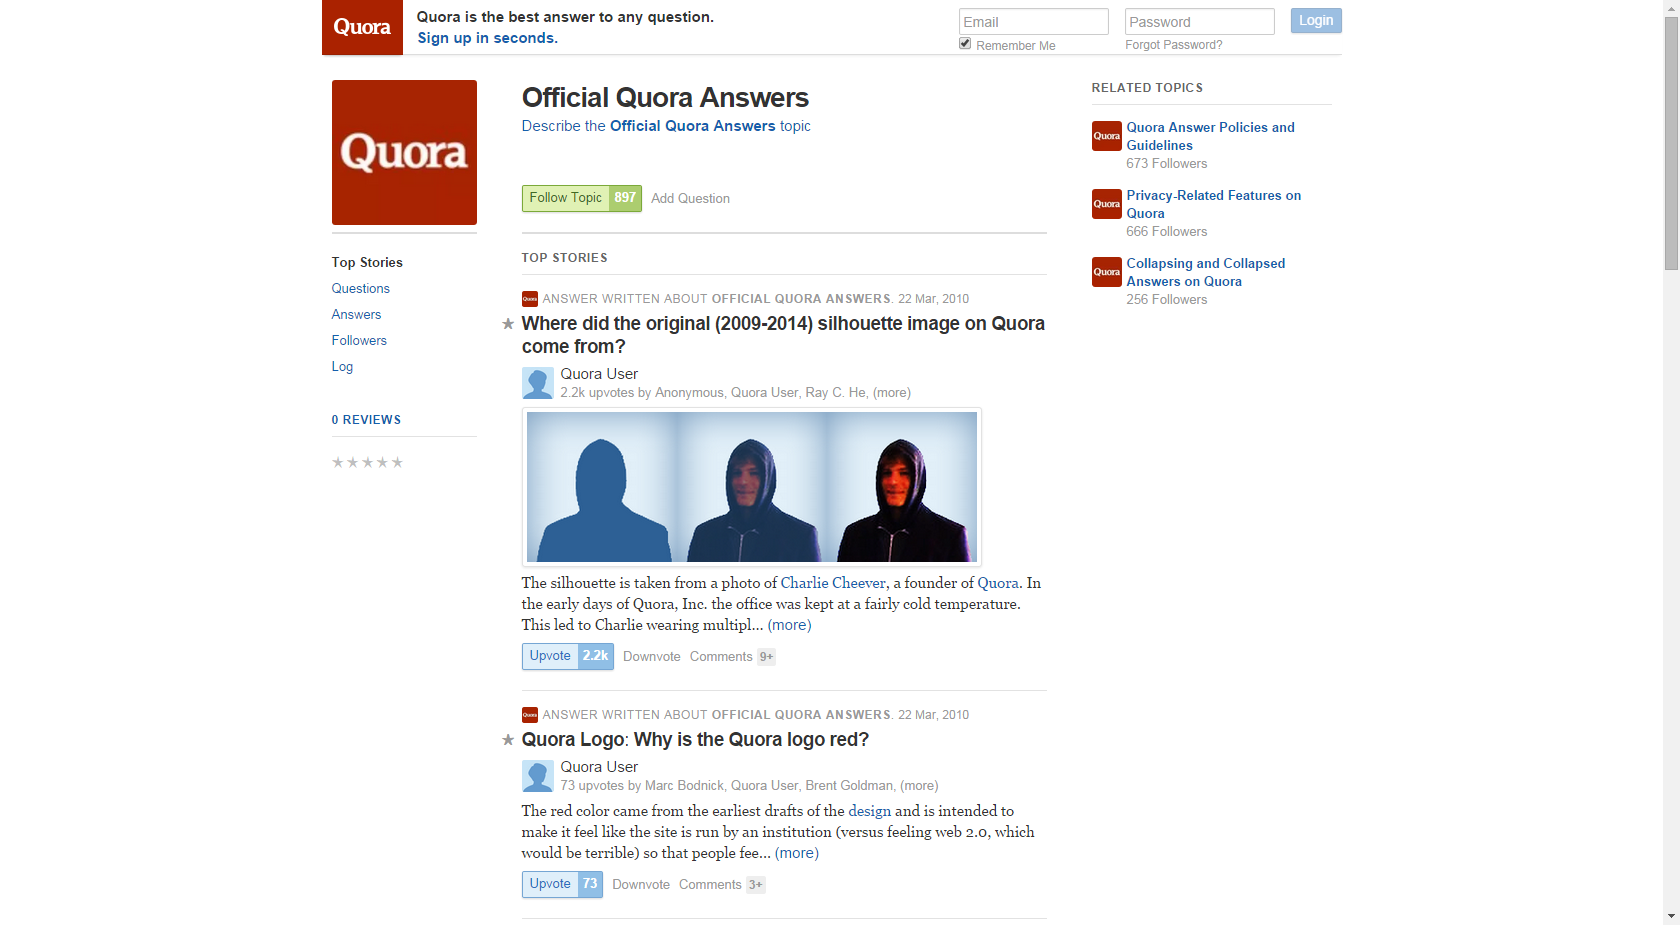 Quora
Quora is the best answer to any question.
Sign up in seconds.
Email
Password
Login
Remember Me
Forgot Password?
Quora
Top Stories
Questions
Answers
Followers
Log
0 REVIEWS
Official Quora Answers
Describe the Official Quora Answers topic
Follow Topic 897 Add Question
TOP STORIES
Quora ANSWER WRITTEN ABOUT OFFICIAL QUORA ANSWERS. 22 Mar, 2010
Where did the original (2009-2014) silhouette image on Quora
come from?
Quora User
2.2k upvotes by Anonymous, Quora User, Ray C. He, (more)
The silhouette is taken from a photo of Charlie Cheever, a founder of Quora. In
the early days of Quora, Inc. the office was kept at a fairly cold temperature.
This led to Charlie wearing multipl... (more)
Upvote 2.2k Downvote Comments 9+
Quora ANSWER WRITTEN ABOUT OFFICIAL QUORA ANSWERS. 22 Mar, 2010
Quora Logo: Why is the Quora logo red?
Quora User
73 upvotes by Marc Bodnick, Quora User, Brent Goldman, (more)
The red color came from the earliest drafts of the design and is intended to
make it feel like the site is run by an institution (versus feeling web 2.0, which
would be terrible) so that people fee... (more)
Upvote 73 Downvote Comments 3+
RELATED TOPICS
Quora
Quora Answer Policies and
Guidelines
673 Followers
Quora
Privacy-Related Features on
Quora
666 Followers
Quora
Collapsing and Collapsed
Answers on Quora
256 Followers